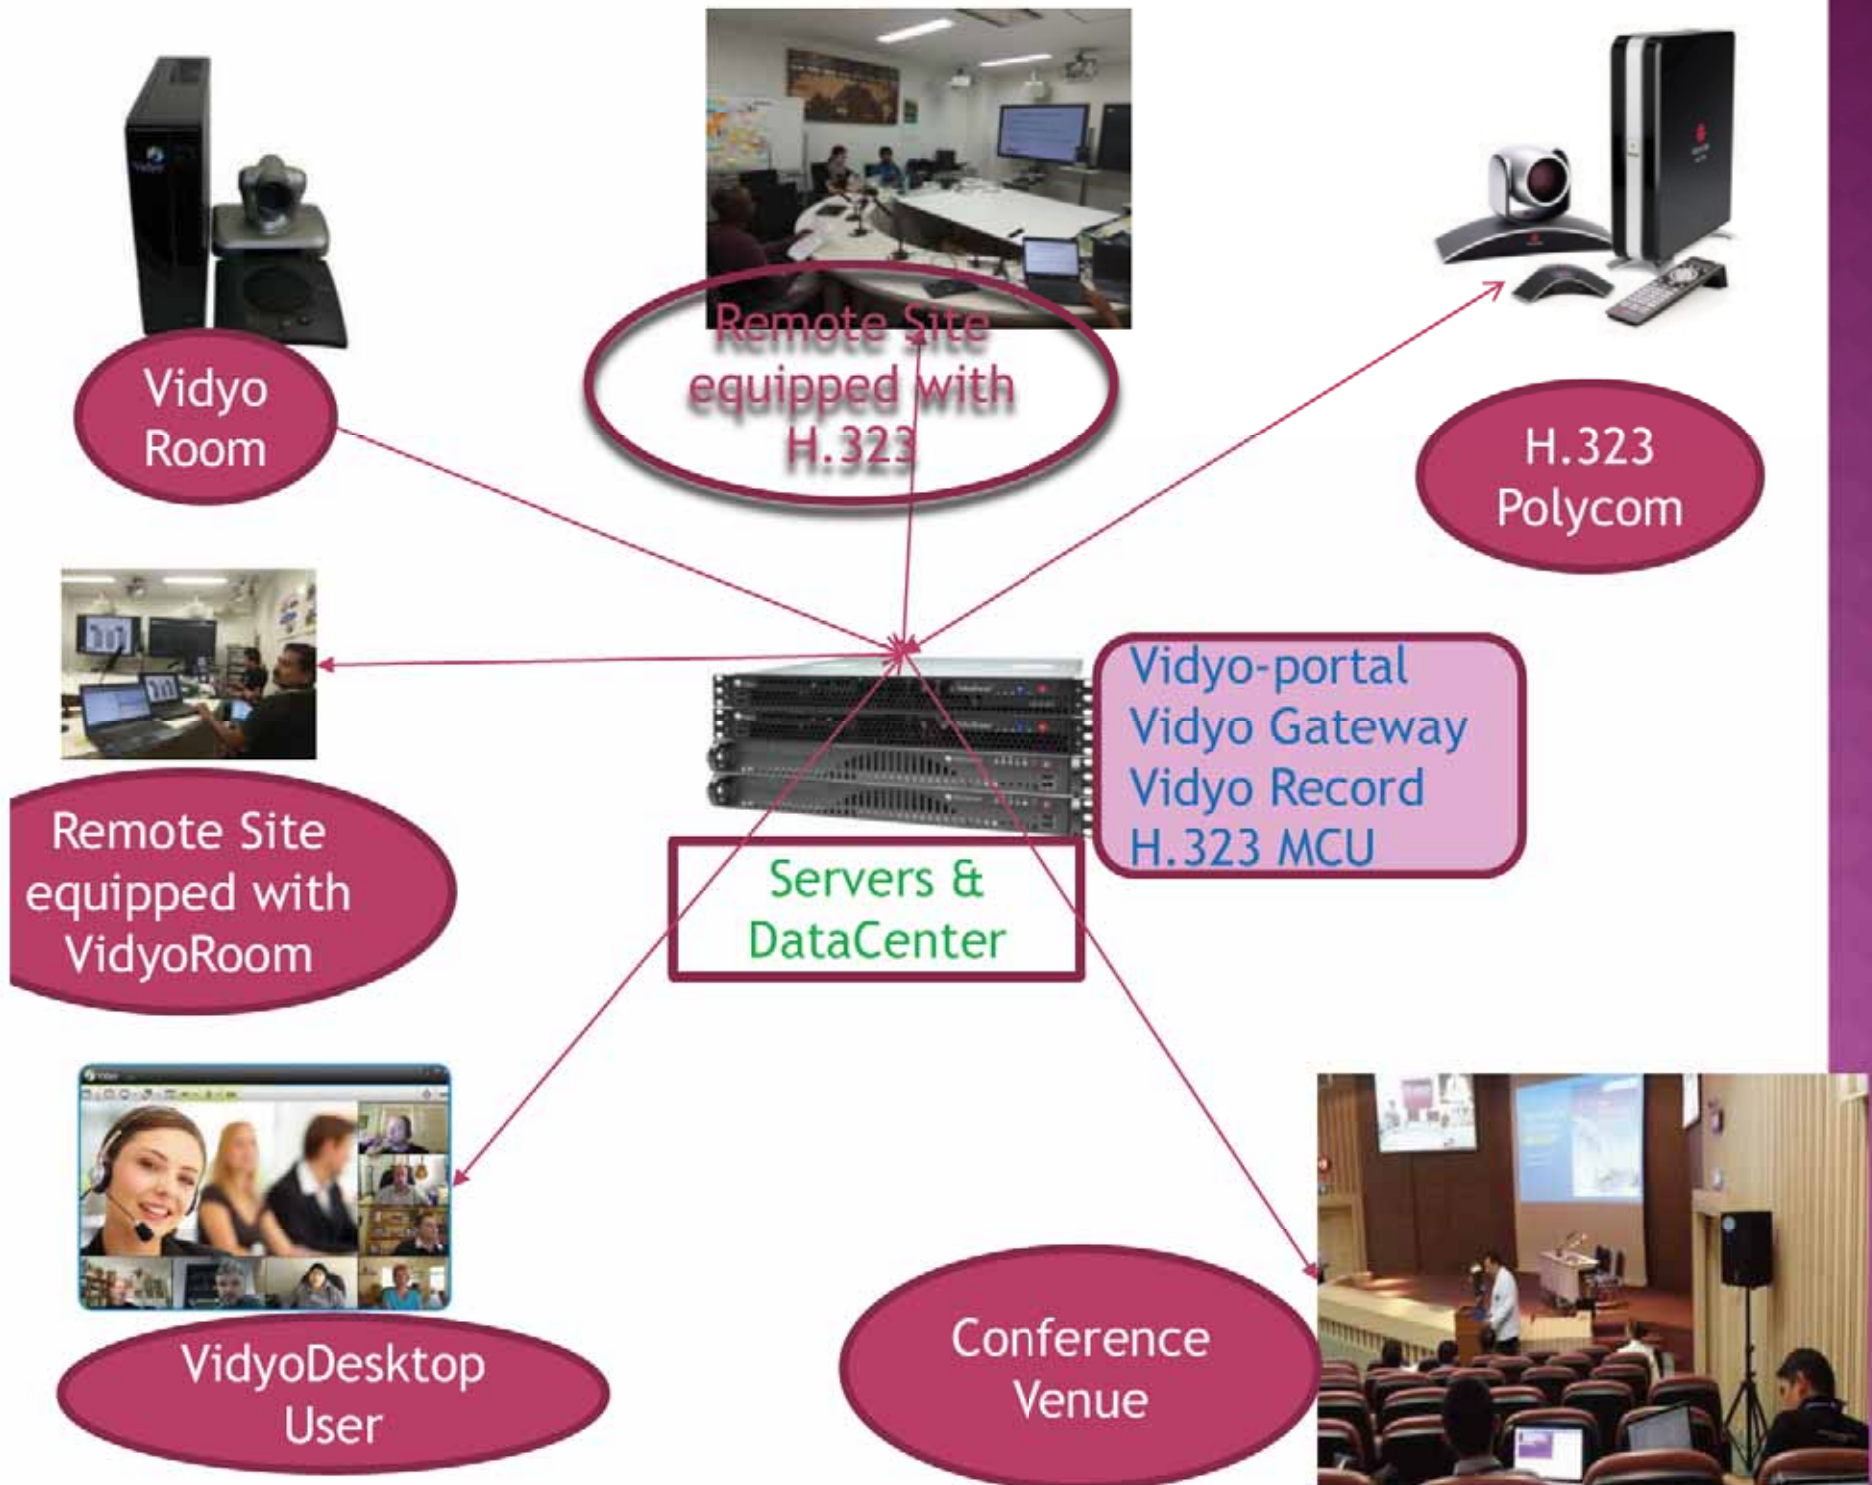 Vidyo
Room
Remote Site
equipped with
H.323
H.323
Polycom
Vidyo-portal
Vidyo Gateway
Vidyo Record
H.323 MCU
Servers &
DataCenter
Remote Site
equipped with
VidyoRoom
VidyoDesktop
User
Conference
Venue